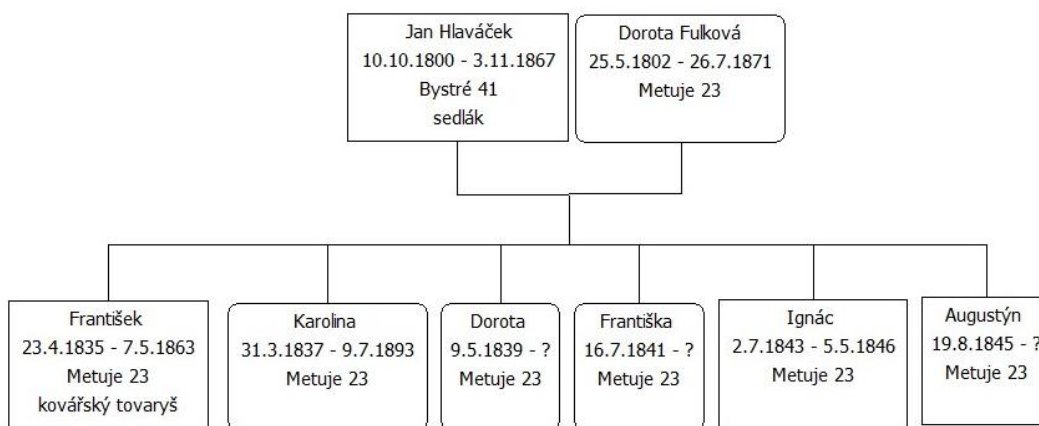 Jan Hlaváček
10.10.1800 - 3.11.1867
Bystré 41
sedlák
Dorota Fulková
25.5.1802 - 26.7.1871
Metuje 23
František
23.4.1835 - 7.5.1863
Metuje 23
kovářský tovaryš
Karolina
31.3.1837 - 9.7.1893
Metuje 23
Dorota
9.5.1839 - ?
Metuje 23
Františka
16.7.1841 - ?
Metuje 23
Ignác
2.7.1843 - 5.5.1846
Metuje 23
Augustýn
19.8.1845 - ?
Metuje 23